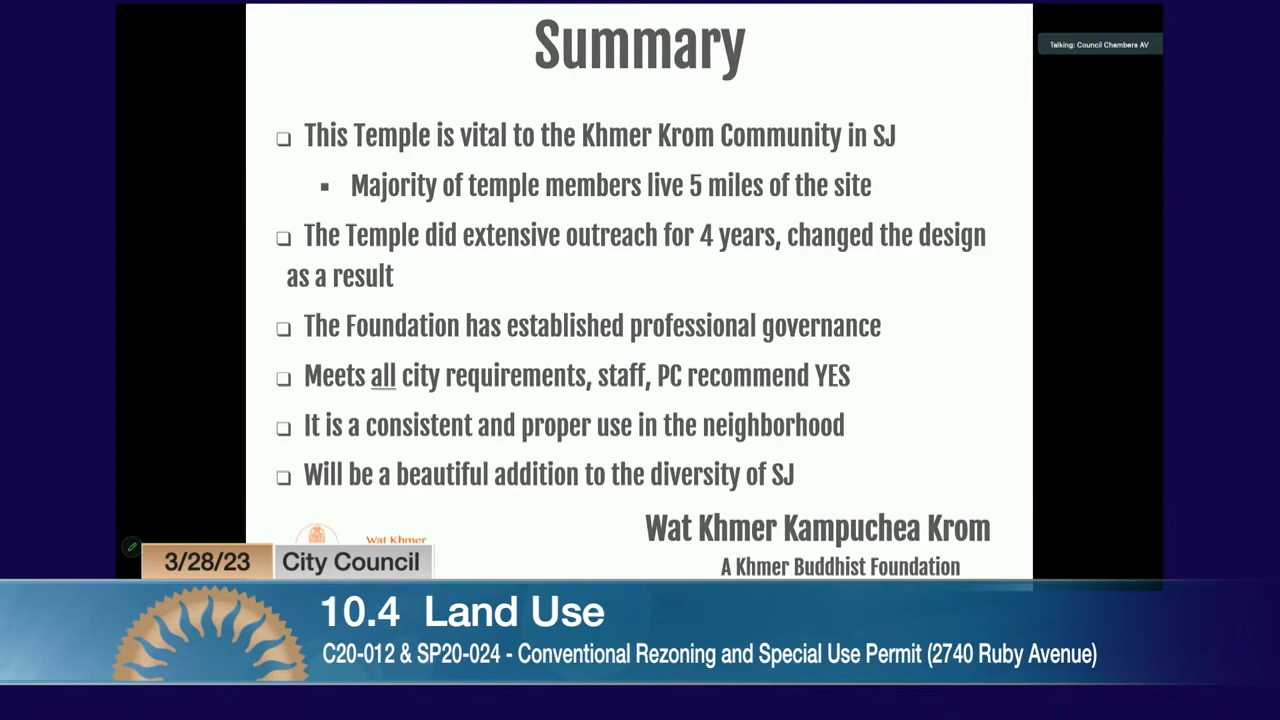 Summary
Talking: Council Chambers AV
❑ This Temple is vital to the Khmer Krom Community in SJ
▪ Majority of temple members live 5 miles of the site
❑ The Temple did extensive outreach for 4 years, changed the design
as a result
❑ The Foundation has established professional governance
❑ Meets all city requirements, staff, PC recommend YES
❑ It is a consistent and proper use in the neighborhood
❑ Will be a beautiful addition to the diversity of SJ
Wat Khmer
Wat Khmer Kampuchea Krom
A Khmer Buddhist Foundation
3/28/23 City Council
10.4 Land Use
C20-012 & SP20-024 - Conventional Rezoning and Special Use Permit (2740 Ruby Avenue)